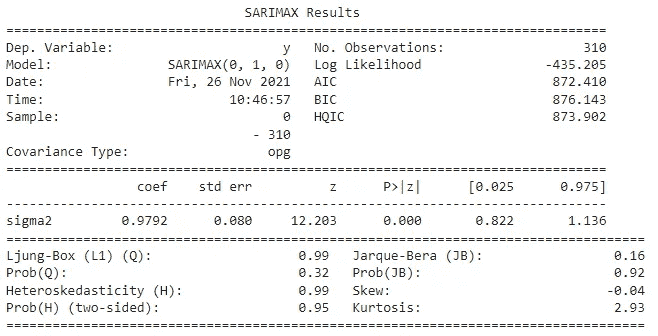 SARIMAX Results
==============================================================================
Dep. Variable:                      y   No. Observations:                  310
Model:               SARIMAX(0, 1, 0)   Log Likelihood                -435.205
Date:                Fri, 26 Nov 2021   AIC                            872.410
Time:                        10:46:57   BIC                            876.143
Sample:                             0   HQIC                           873.902
                                - 310
Covariance Type:                  opg
==============================================================================
                 coef    std err          z      P>|z|      [0.025      0.975]
------------------------------------------------------------------------------
sigma2         0.9792      0.080     12.203      0.000       0.822       1.136
===================================================================================
Ljung-Box (L1) (Q):                   0.99   Jarque-Bera (JB):                 0.16
Prob(Q):                              0.32   Prob(JB):                         0.92
Heteroskedasticity (H):               0.99   Skew:                            -0.04
Prob(H) (two-sided):                  0.95   Kurtosis:                         2.93
===================================================================================